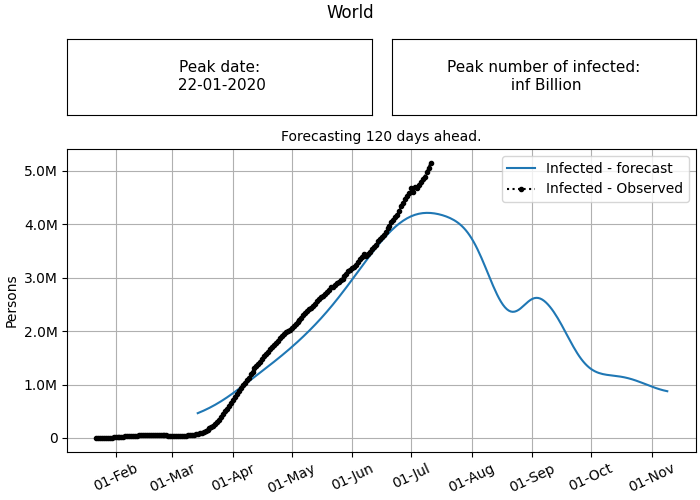 World
Peak date:
22-01-2020
Peak number of infected:
inf Billion
Forecasting 120 days ahead.
Infected - forecast
Infected - Observed
Persons
5.0M
4.0M
3.0M
2.0M
1.0M
0
01-Feb
01-Mar
01-Apr
01-May
01-Jun
01-Jul
01-Aug
01-Sep
01-Oct
01-Nov